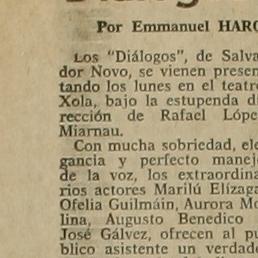 Por Emmanuel HARO
Los "Diálogos", de Salva-
dor Novo, se vienen presen-
tando los lunes en el teatro
Xola, bajo la estupenda di-
rección de Rafael Lópe
Miarnau.
Con mucha sobriedad, ele-
gancia y perfecto manejo
de la voz, los extraordina-
rios actores Marilú Elízaga
Ofelia Guilmáin, Aurora Mo-
lina, Augusto Benedico
José Gálvez, ofrecen al pú-
blico asistente un verdade